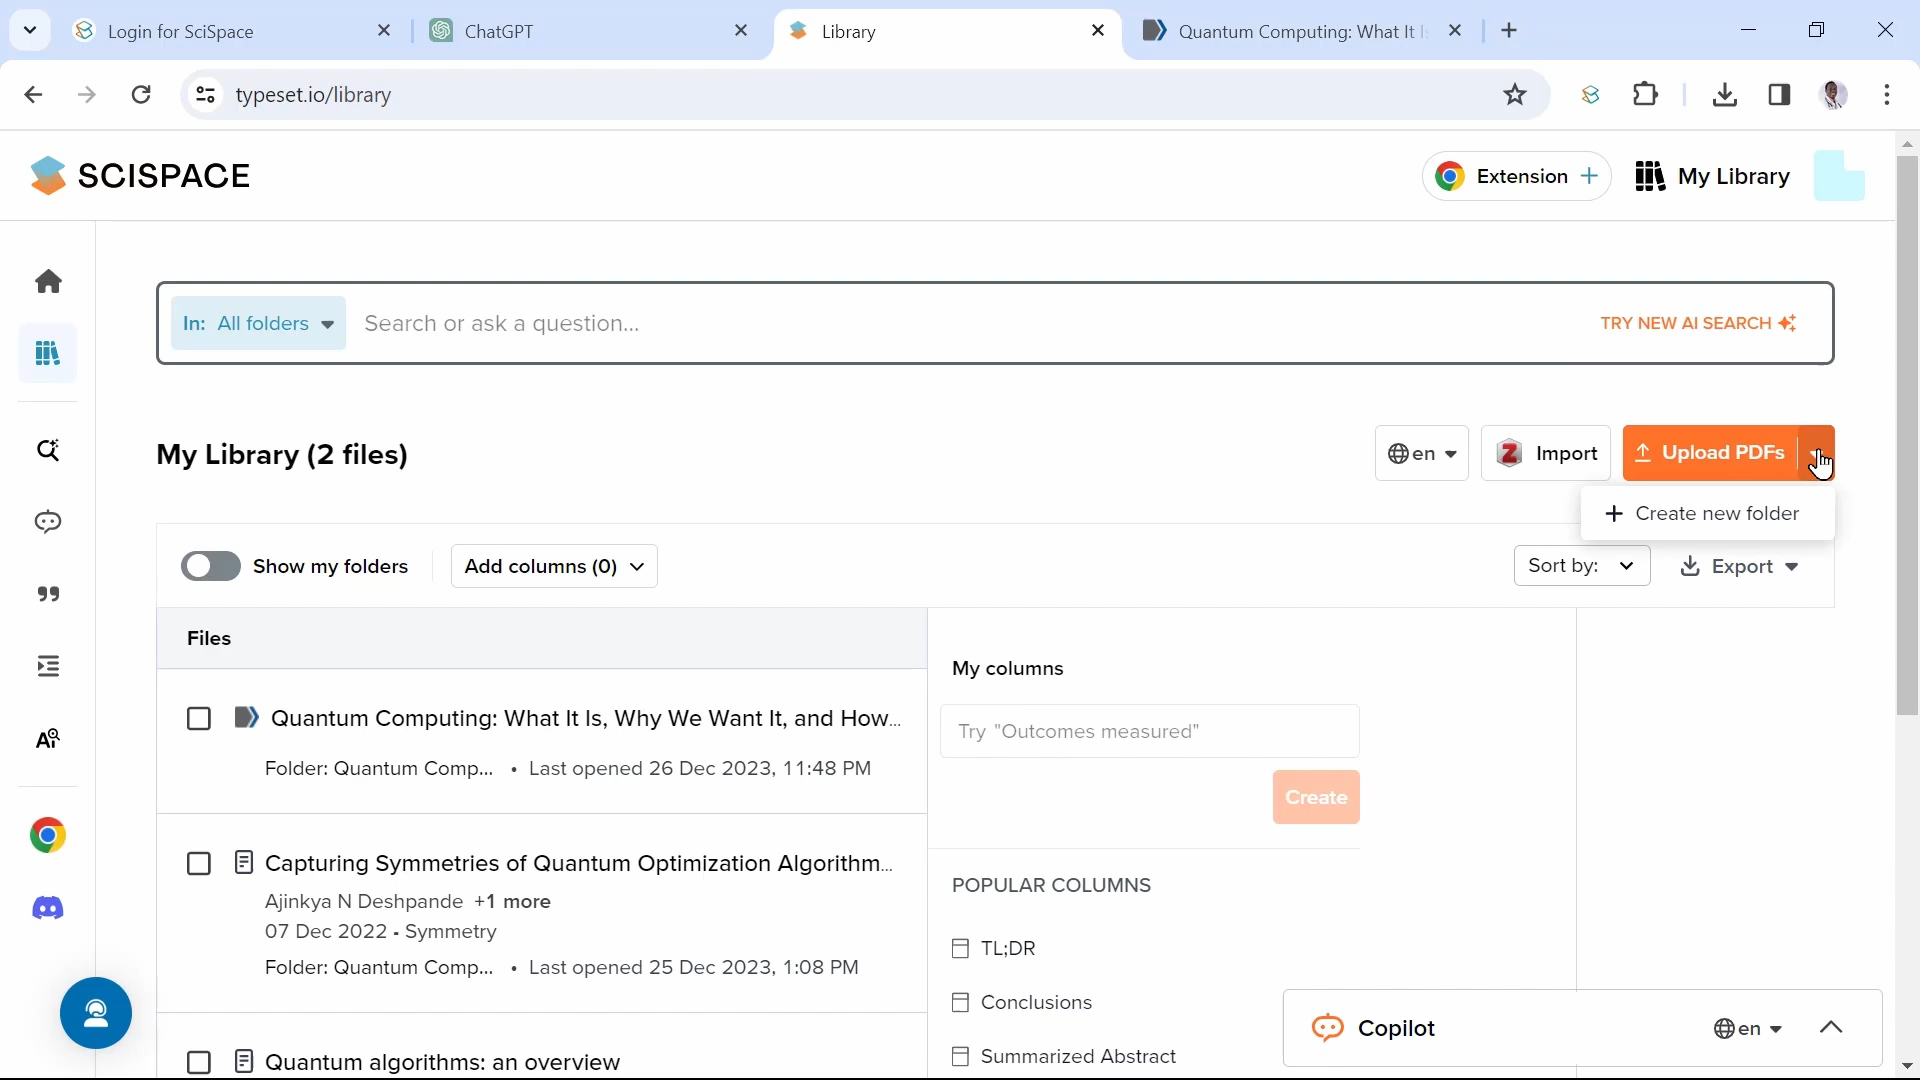 Login for SciSpace
ChatGPT
Library
Quantum Computing: What It I
typeset.io/library
SCISPACE
Extension +
My Library
In: All folders
Search or ask a question...
TRY NEW AI SEARCH
My Library (2 files)
en
Z Import
Upload PDFs
+ Create new folder
Show my folders
Add columns (0)
Sort by:
Export
Files
My columns
Quantum Computing: What It Is, Why We Want It, and How...
Folder: Quantum Comp... • Last opened 26 Dec 2023, 11:48 PM
Try "Outcomes measured"
Create
Capturing Symmetries of Quantum Optimization Algorithm...
Ajinkya N Deshpande +1 more
07 Dec 2022 - Symmetry
Folder: Quantum Comp... • Last opened 25 Dec 2023, 1:08 PM
POPULAR COLUMNS
TL;DR
Conclusions
Summarized Abstract
Quantum algorithms: an overview
Copilot
en
AI